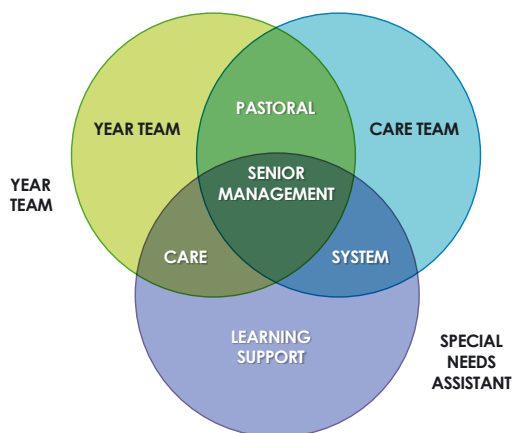 PASTORAL
YEAR TEAM
CARE TEAM
SENIOR
MANAGEMENT
YEAR
TEAM
CARE
SYSTEM
LEARNING
SUPPORT
SPECIAL
NEEDS
ASSISTANT